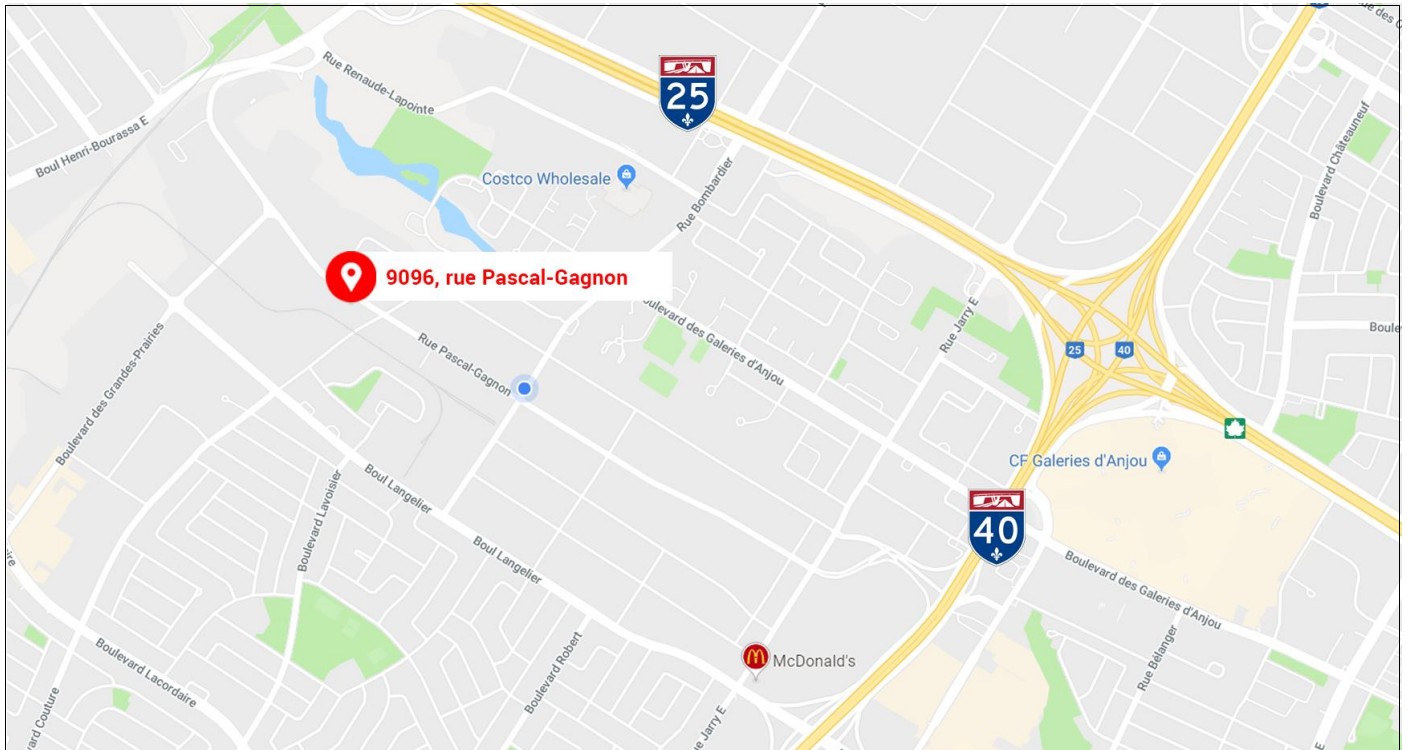 Rue Renaude-Lapointe
25
Boul Henri-Bourassa E
Costco Wholesale
Rue Bombardier
Boulevard Châteauneuf
9096, rue Pascal-Gagnon
Boulevard des Galeries d'Anjou
Rue Jarry E
Boule
25
40
Rue Pascal-Gagnon
Boulevard des Grandes-Prairies
CF Galeries d'Anjou
Boul Langelier
Boulevard Lavoisier
40
Boul Langelier
Boulevard des Galeries d'Anjou
Boulevard Robert
McDonald's
Rue Bélanger
Boulevard Lacordaire
d Couture
e Jarry E